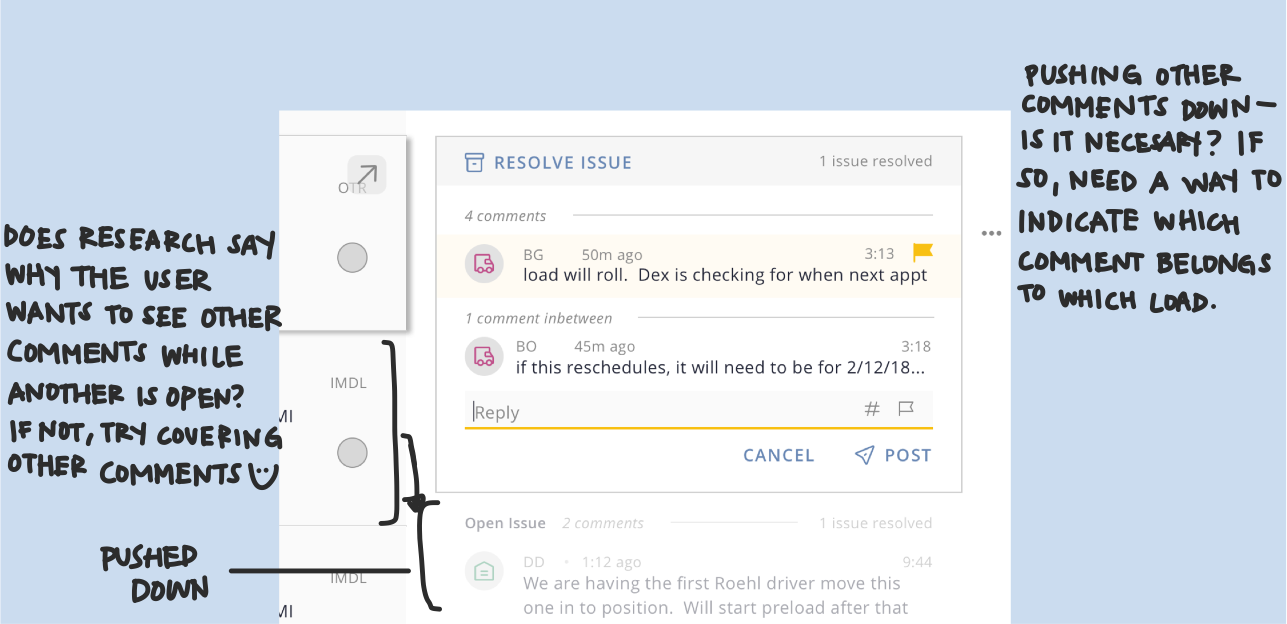 PUSHING OTHER
COMMENTS DOWN—
IS IT NECESARY? IF
SO, NEED A WAY TO
INDICATE WHICH
COMMENT BELONGS
TO WHICH LOAD.
DOES RESEARCH SAY
WHY THE USER
WANTS TO SEE OTHER
COMMENTS WHILE
ANOTHER IS OPEN?
IF NOT, TRY COVERING
OTHER COMMENTS
PUSHED
DOWN
OTR
IMDL
MI
IMDL
MI
RESOLVE ISSUE 1 issue resolved
4 comments
BG 50m ago 3:13
load will roll. Dex is checking for when next appt
1 comment inbetween
BO 45m ago 3:18
if this reschedules, it will need to be for 2/12/18...
Reply #
CANCEL POST
Open Issue 2 comments 1 issue resolved
DD • 1:12 ago 9:44
We are having the first Roehl driver move this
one in to position. Will start preload after that